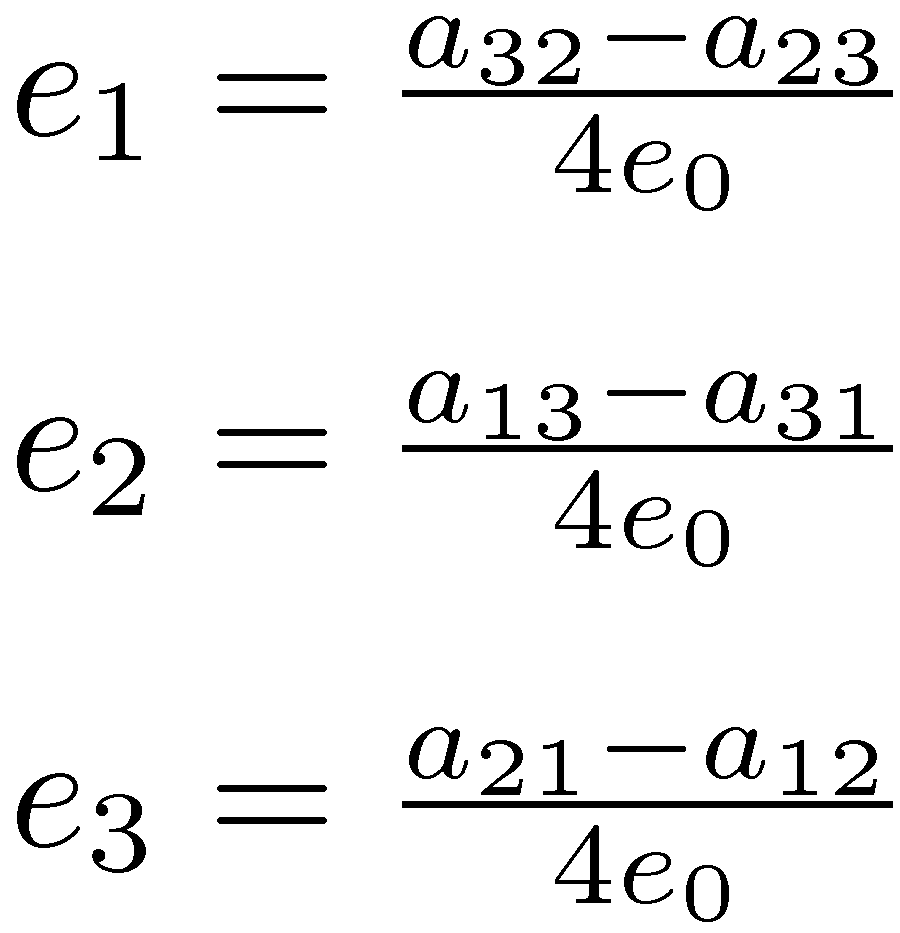 e₁ = (a₃₂−a₂₃)/(4e₀)
e₂ = (a₁₃−a₃₁)/(4e₀)
e₃ = (a₂₁−a₁₂)/(4e₀)